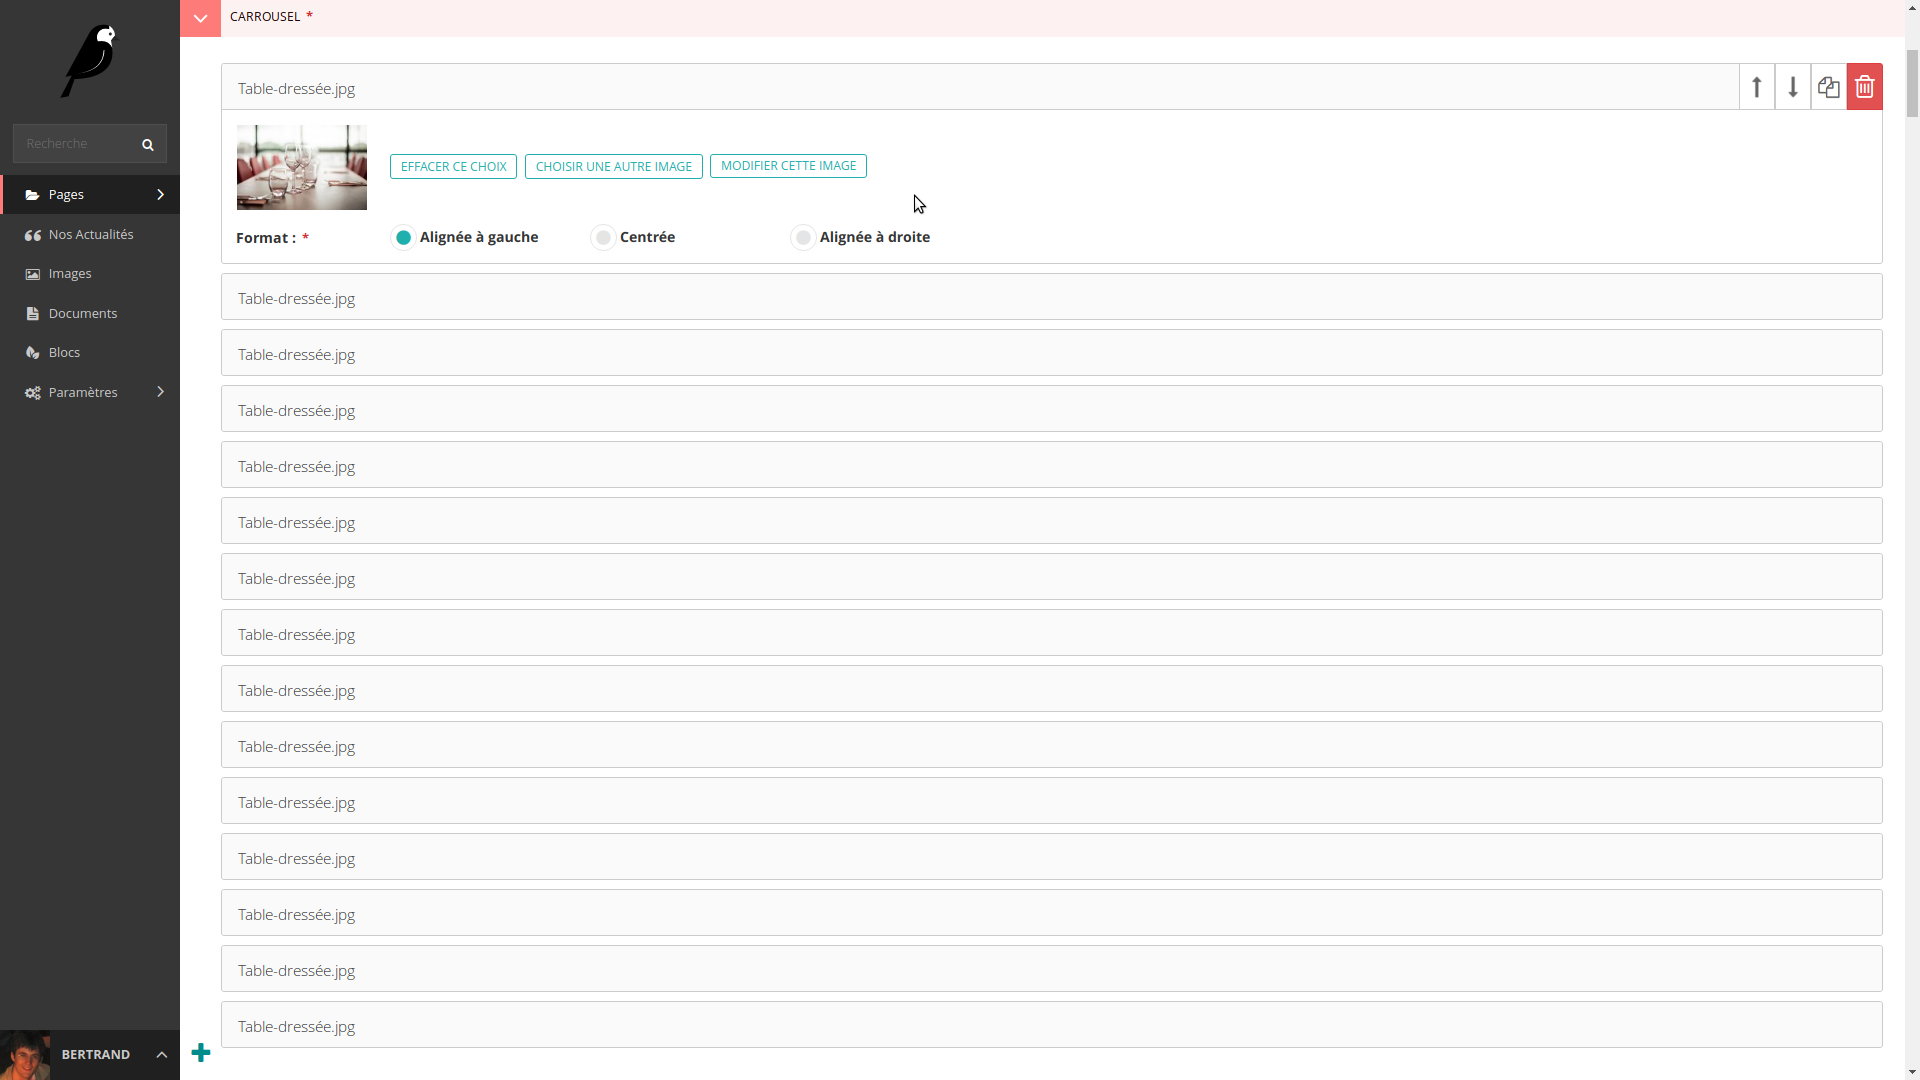 CARROUSEL *
Table-dressée.jpg
Recherche
EFFACER CE CHOIX CHOISIR UNE AUTRE IMAGE MODIFIER CETTE IMAGE
Pages
Nos Actualités
Images
Documents
Blocs
Paramètres
Format : * Alignée à gauche Centrée Alignée à droite
Table-dressée.jpg
Table-dressée.jpg
Table-dressée.jpg
Table-dressée.jpg
Table-dressée.jpg
Table-dressée.jpg
Table-dressée.jpg
Table-dressée.jpg
Table-dressée.jpg
Table-dressée.jpg
Table-dressée.jpg
Table-dressée.jpg
Table-dressée.jpg
Table-dressée.jpg
BERTRAND